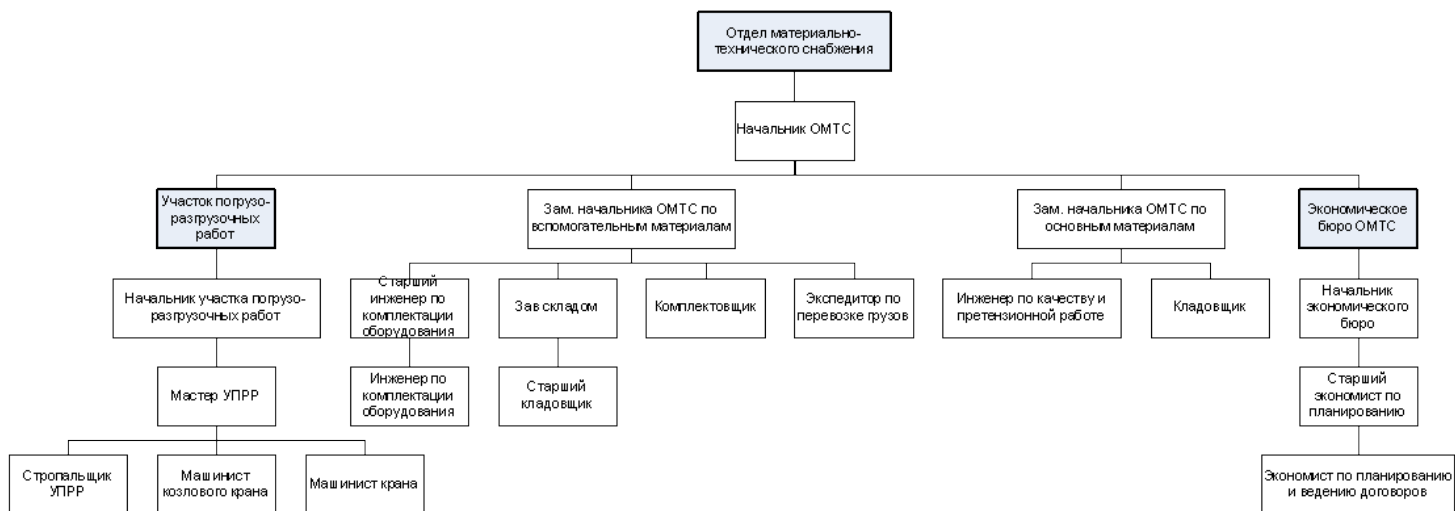 Отдел материально-
технического снабжения
Начальник ОМТС
Участок погрузо-
разгрузочных
работ
Зам. начальника ОМТС по
вспомогательным материалам
Зам. начальника ОМТС по
основным материалам
Экономическое
бюро ОМТС
Начальник участка погрузо-
разгрузочных работ
Старший
инженер по
комплектации
оборудования
Зав складом
Комплектовщик
Экспедитор по
перевозке грузов
Инженер по качеству и
претензионной работе
Кладовщик
Начальник
экономического
бюро
Мастер УПРР
Инженер по
комплектации
оборудования
Старший
кладовщик
Старший
экономист по
планированию
Стропальщик
УПРР
Машинист
козлового крана
Машинист крана
Экономист по планированию
и ведению договоров